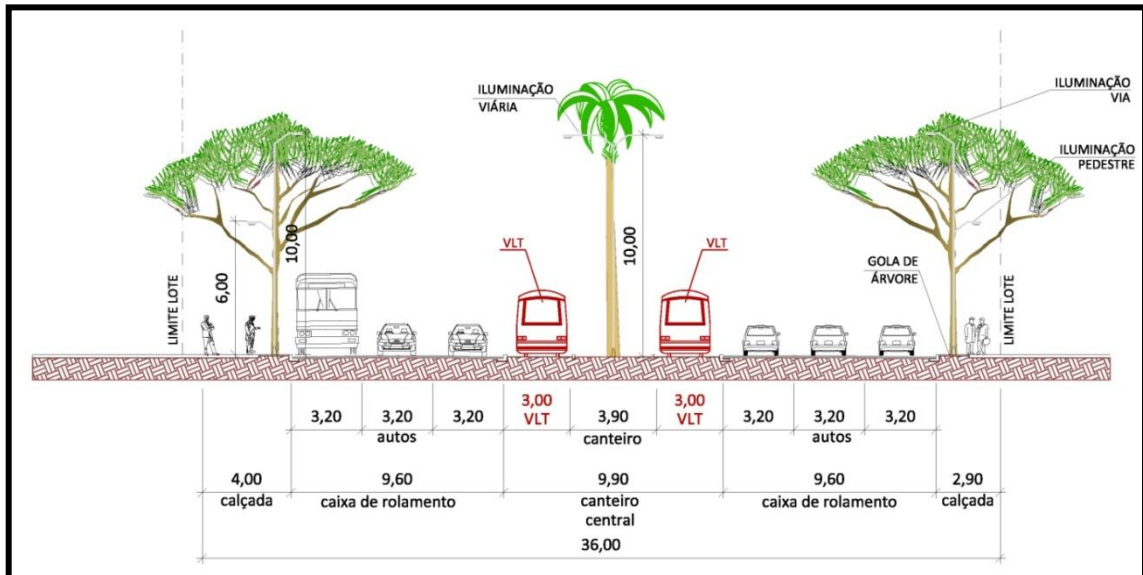 ILUMINAÇÃO
VIÁRIA
ILUMINAÇÃO
VIA
ILUMINAÇÃO
PEDESTRE
VLT
VLT
GOLA DE
ÁRVORE
LIMITE LOTE
6,00
10,00
10,00
LIMITE LOTE
3,20
3,20
3,20
3,00
3,90
3,00
3,20
3,20
3,20
autos
VLT
canteiro
VLT
autos
4,00
9,60
9,90
9,60
2,90
calçada
caixa de rolamento
canteiro
central
caixa de rolamento
calçada
36,00